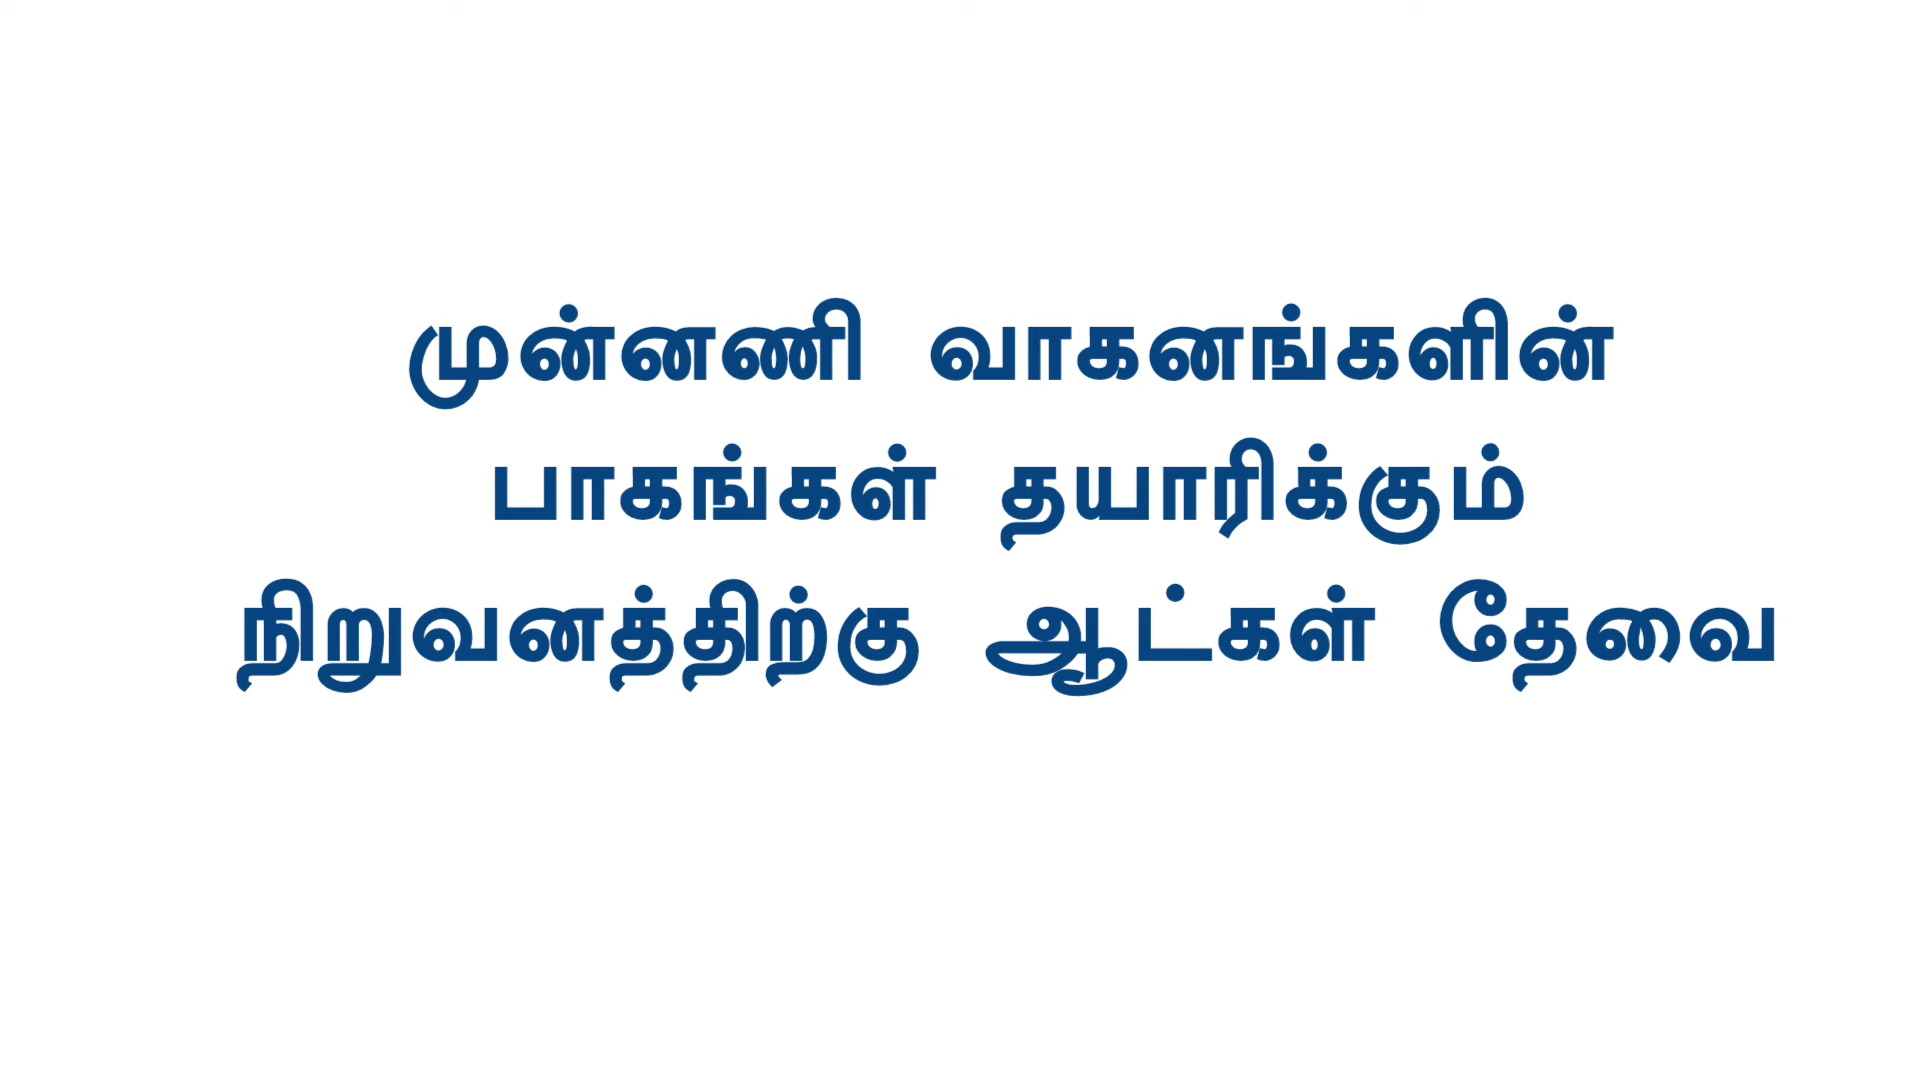 முன்னணி வாகனங்களின்
பாகங்கள் தயாரிக்கும்
நிறுவனத்திற்கு ஆட்கள் தேவை